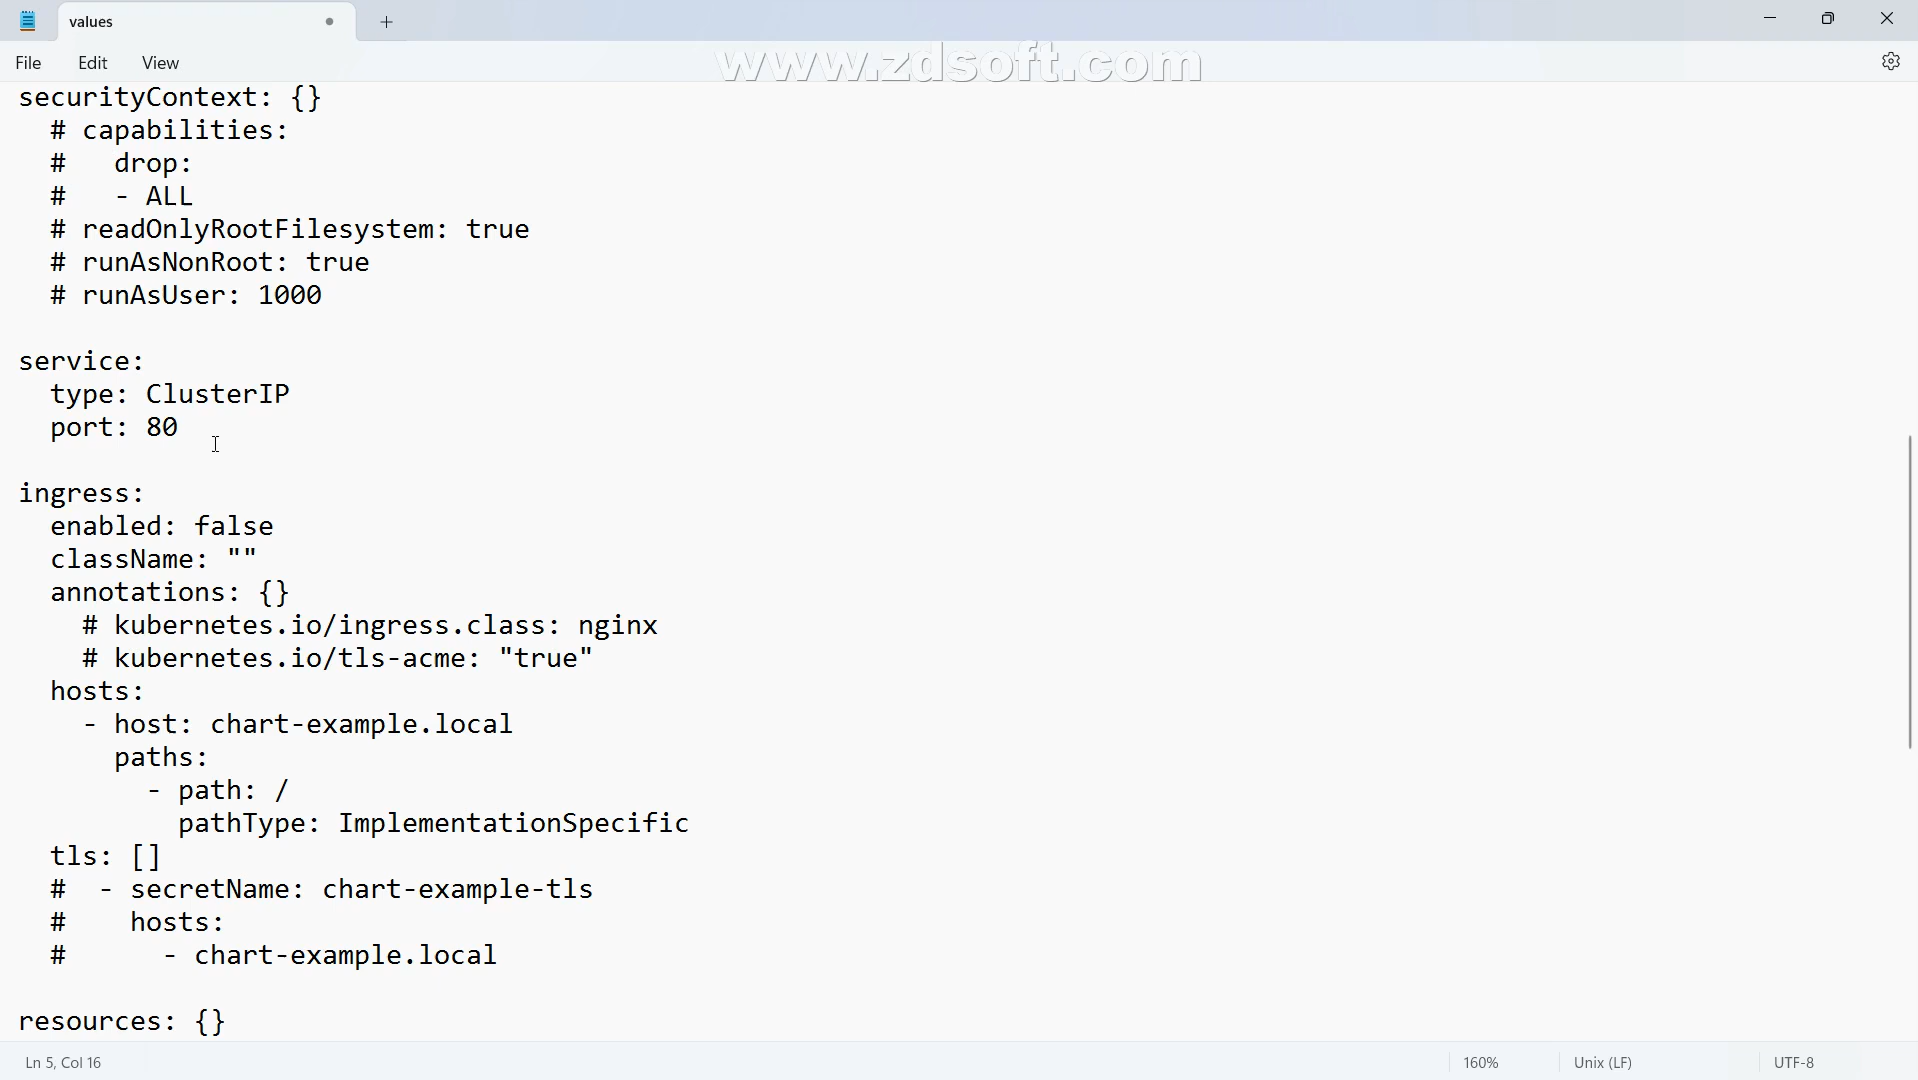 values
File Edit View
www.zdsoft.com
securityContext: {}
  # capabilities:
  #   drop:
  #   - ALL
  # readOnlyRootFilesystem: true
  # runAsNonRoot: true
  # runAsUser: 1000
service:
  type: ClusterIP
  port: 80
ingress:
  enabled: false
  className: ""
  annotations: {}
    # kubernetes.io/ingress.class: nginx
    # kubernetes.io/tls-acme: "true"
  hosts:
    - host: chart-example.local
      paths:
        - path: /
          pathType: ImplementationSpecific
  tls: []
  #  - secretName: chart-example-tls
  #    hosts:
  #      - chart-example.local
resources: {}
Ln 5, Col 16 160% Unix (LF) UTF-8